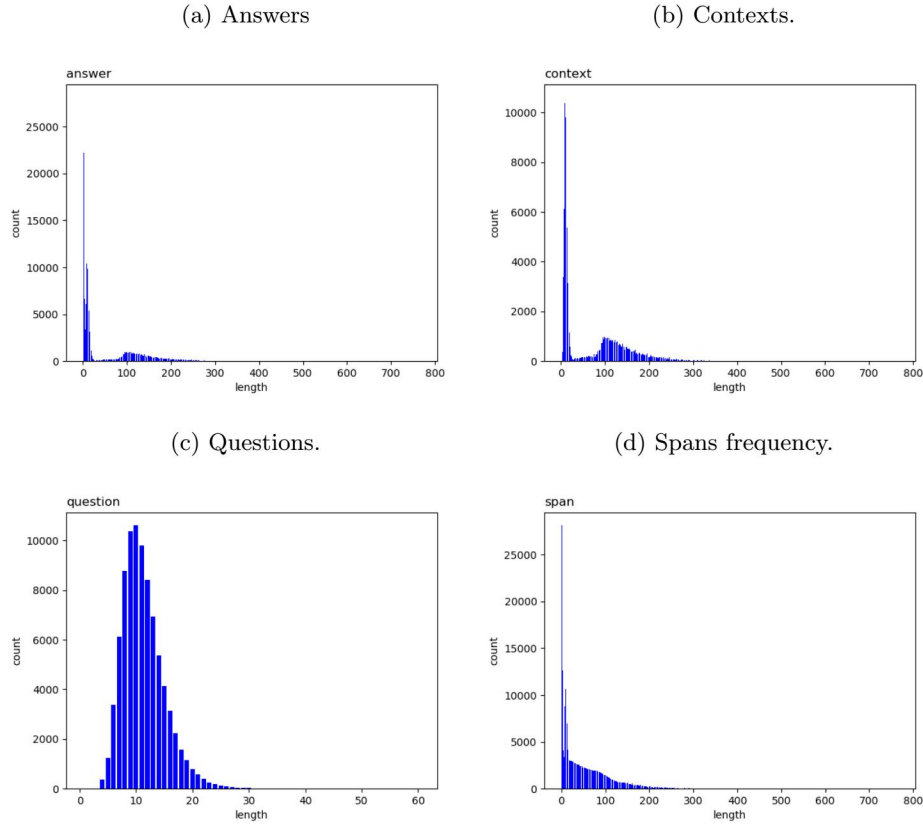 (a) Answers
(b) Contexts.
answer
count
25000
20000
15000
10000
5000
0
0 100 200 300 400 500 600 700 800
length
context
count
10000
8000
6000
4000
2000
0
0 100 200 300 400 500 600 700 800
length
(c) Questions.
(d) Spans frequency.
question
count
10000
8000
6000
4000
2000
0
0 10 20 30 40 50 60
length
span
count
25000
20000
15000
10000
5000
0
0 100 200 300 400 500 600 700 800
length